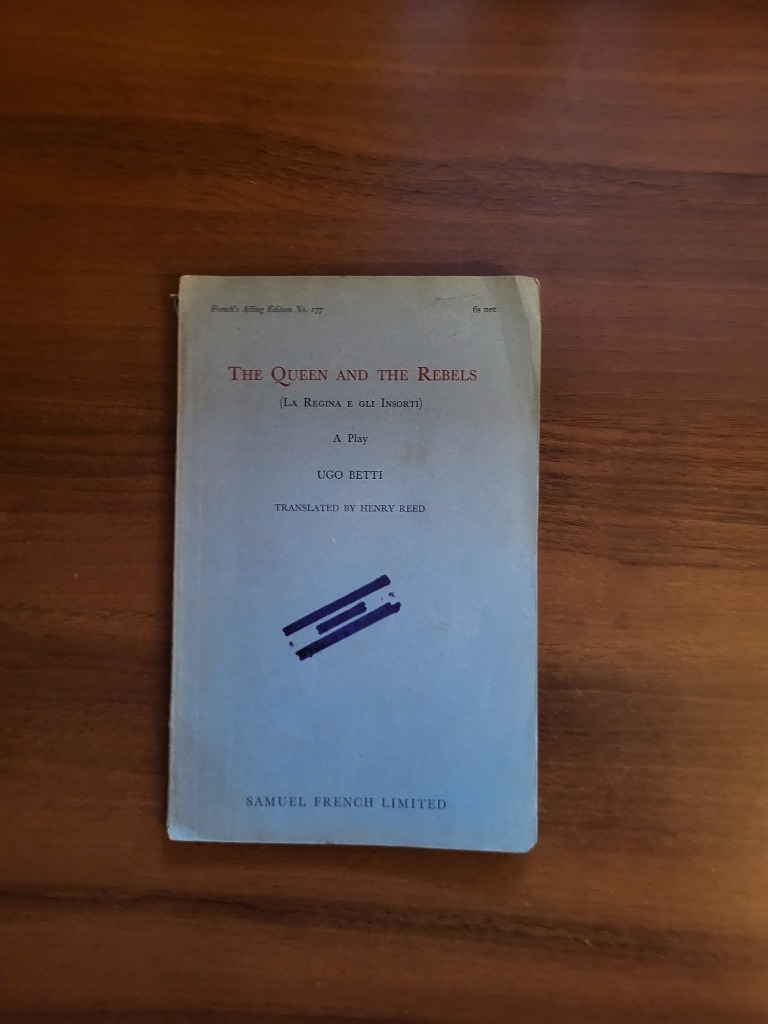 French's Acting Edition No. 177
6s net
THE QUEEN AND THE REBELS
(LA REGINA E GLI INSORTI)
A Play
UGO BETTI
TRANSLATED BY HENRY REED
SAMUEL FRENCH LIMITED